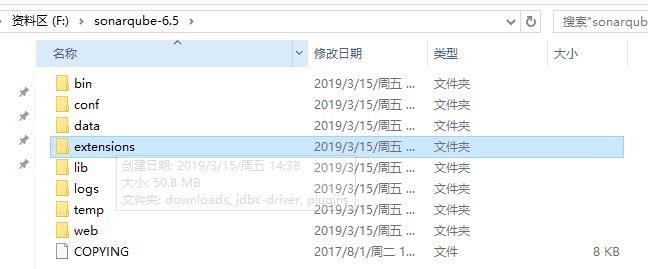 资料区 (F:) › sonarqube-6.5 ›
搜索"sonarqub
名称 修改日期 类型 大小
bin 2019/3/15/周五 ... 文件夹
conf 2019/3/15/周五 ... 文件夹
data 2019/3/15/周五 ... 文件夹
extensions 2019/3/15/周五 ... 文件夹
lib 2019/3/15/周五 ... 文件夹
创建日期: 2019/3/15/周五 14:38
大小: 50.8 MB
文件夹: downloads, jdbc-driver, plugins
logs 2019/3/15/周五 ... 文件夹
temp 2019/3/15/周五 ... 文件夹
web 2019/3/15/周五 ... 文件夹
COPYING 2017/8/1/周二 1... 文件 8 KB